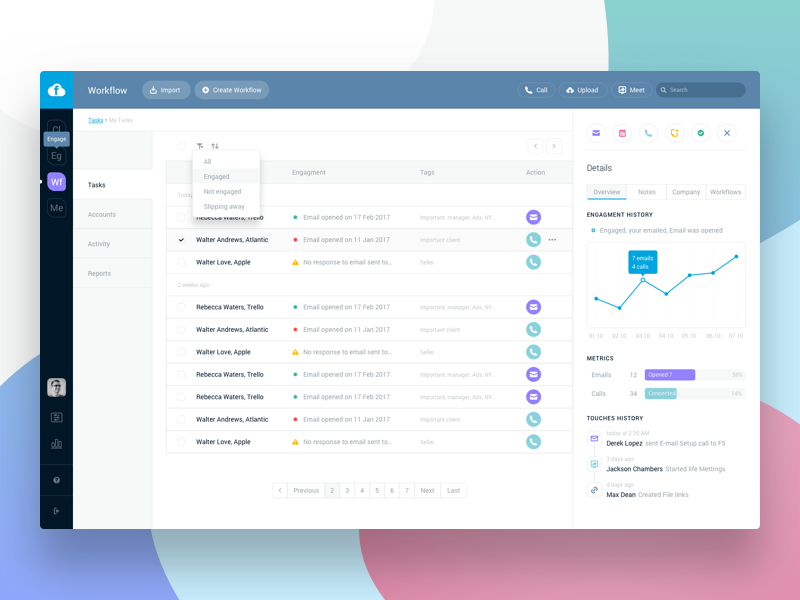 Workflow
Import
Create Workflow
Call
Upload
Meet
Search
Tasks • My Tasks
Engage
Eg
Wf
Me
Tasks
Accounts
Activity
Reports
All
Engaged
Not engaged
Slipping away
Engagment
Tags
Action
Today
Rebecca Waters, Trello
Email opened on 17 Feb 2017
Important, manager, Ads, NY...
Walter Andrews, Atlantic
Email opened on 11 Jan 2017
Important client
Walter Love, Apple
No response to email sent to...
Seller
2 weeks ago
Rebecca Waters, Trello
Email opened on 17 Feb 2017
Important, manager, Ads, NY...
Walter Andrews, Atlantic
Email opened on 11 Jan 2017
Important client
Walter Love, Apple
No response to email sent to...
Seller
Rebecca Waters, Trello
Email opened on 17 Feb 2017
Important, manager, Ads, NY...
Rebecca Waters, Trello
Email opened on 17 Feb 2017
Important, manager, Ads, NY...
Walter Andrews, Atlantic
Email opened on 11 Jan 2017
Important client
Walter Love, Apple
No response to email sent to...
Seller
Previous 2 3 4 5 6 7 Next Last
Details
Overview
Notes
Company
Workflows
ENGAGMENT HISTORY
Engaged, your emailed, Email was opened
7 emails
4 calls
01.10 02.10 03.10 04.10 05.10 06.10 07.10
METRICS
Emails 12 Opened 7 38%
Calls 34 Connected 14%
TOUCHES HISTORY
today at 2:30 AM
Derek Lopez sent E-mail Setup call to F5
3 days ago
Jackson Chambers Started life Mettings
4 days ago
Max Dean Created File links